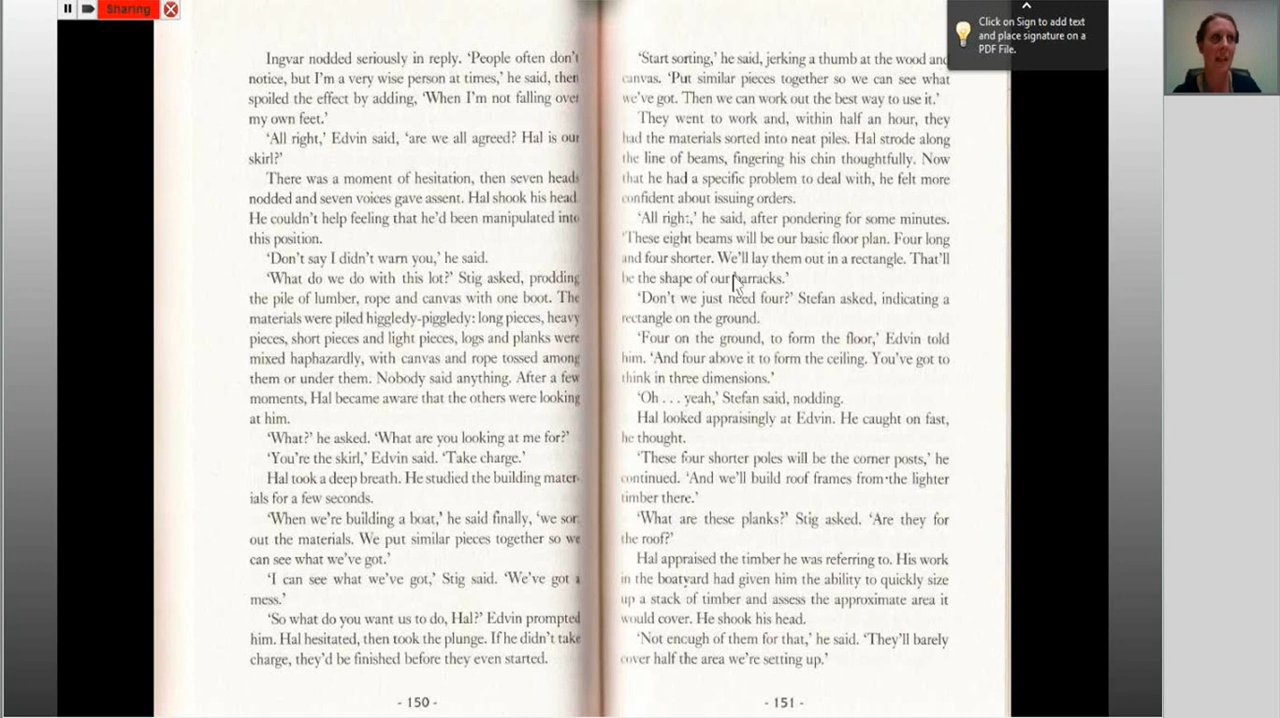 Sharing
Click on Sign to add text
and place signature on a
PDF File.
Ingvar nodded seriously in reply. ‘People often don’t
notice, but I’m a very wise person at times,’ he said, then
spoiled the effect by adding, ‘When I’m not falling over
my own feet.’
‘All right,’ Edvin said, ‘are we all agreed? Hal is our
skirl?’
There was a moment of hesitation, then seven heads
nodded and seven voices gave assent. Hal shook his head.
He couldn’t help feeling that he’d been manipulated into
this position.
‘Don’t say I didn’t warn you,’ he said.
‘What do we do with this lot?’ Stig asked, prodding
the pile of lumber, rope and canvas with one boot. The
materials were piled higgledy-piggledy: long pieces, heavy
pieces, short pieces and light pieces, logs and planks were
mixed haphazardly, with canvas and rope tossed among
them or under them. Nobody said anything. After a few
moments, Hal became aware that the others were looking
at him.
‘What?’ he asked. ‘What are you looking at me for?’
‘You’re the skirl,’ Edvin said. ‘Take charge.’
Hal took a deep breath. He studied the building mater-
ials for a few seconds.
‘When we’re building a boat,’ he said finally, ‘we sort
out the materials. We put similar pieces together so we
can see what we’ve got.’
‘I can see what we’ve got,’ Stig said. ‘We’ve got a
mess.’
‘So what do you want us to do, Hal?’ Edvin prompted
him. Hal hesitated, then took the plunge. If he didn’t take
charge, they’d be finished before they even started.
- 150 -
‘Start sorting,’ he said, jerking a thumb at the wood and
canvas. ‘Put similar pieces together so we can see what
we’ve got. Then we can work out the best way to use it.’
They went to work and, within half an hour, they
had the materials sorted into neat piles. Hal strode along
the line of beams, fingering his chin thoughtfully. Now
that he had a specific problem to deal with, he felt more
confident about issuing orders.
‘All right,’ he said, after pondering for some minutes.
‘These eight beams will be our basic floor plan. Four long
and four shorter. We’ll lay them out in a rectangle. That’ll
be the shape of our barracks.’
‘Don’t we just need four?’ Stefan asked, indicating a
rectangle on the ground.
‘Four on the ground, to form the floor,’ Edvin told
him. ‘And four above it to form the ceiling. You’ve got to
think in three dimensions.’
‘Oh . . . yeah,’ Stefan said, nodding.
Hal looked appraisingly at Edvin. He caught on fast,
he thought.
‘These four shorter poles will be the corner posts,’ he
continued. ‘And we’ll build roof frames from the lighter
timber there.’
‘What are these planks?’ Stig asked. ‘Are they for
the roof?’
Hal appraised the timber he was referring to. His work
in the boatyard had given him the ability to quickly size
up a stack of timber and assess the approximate area it
would cover. He shook his head.
‘Not enough of them for that,’ he said. ‘They’ll barely
cover half the area we’re setting up.’
- 151 -